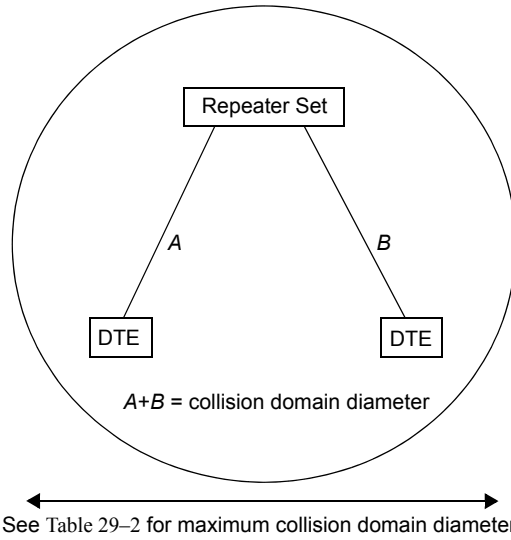 Repeater Set
A
B
DTE
DTE
A+B = collision domain diameter
See Table 29–2 for maximum collision domain diameter